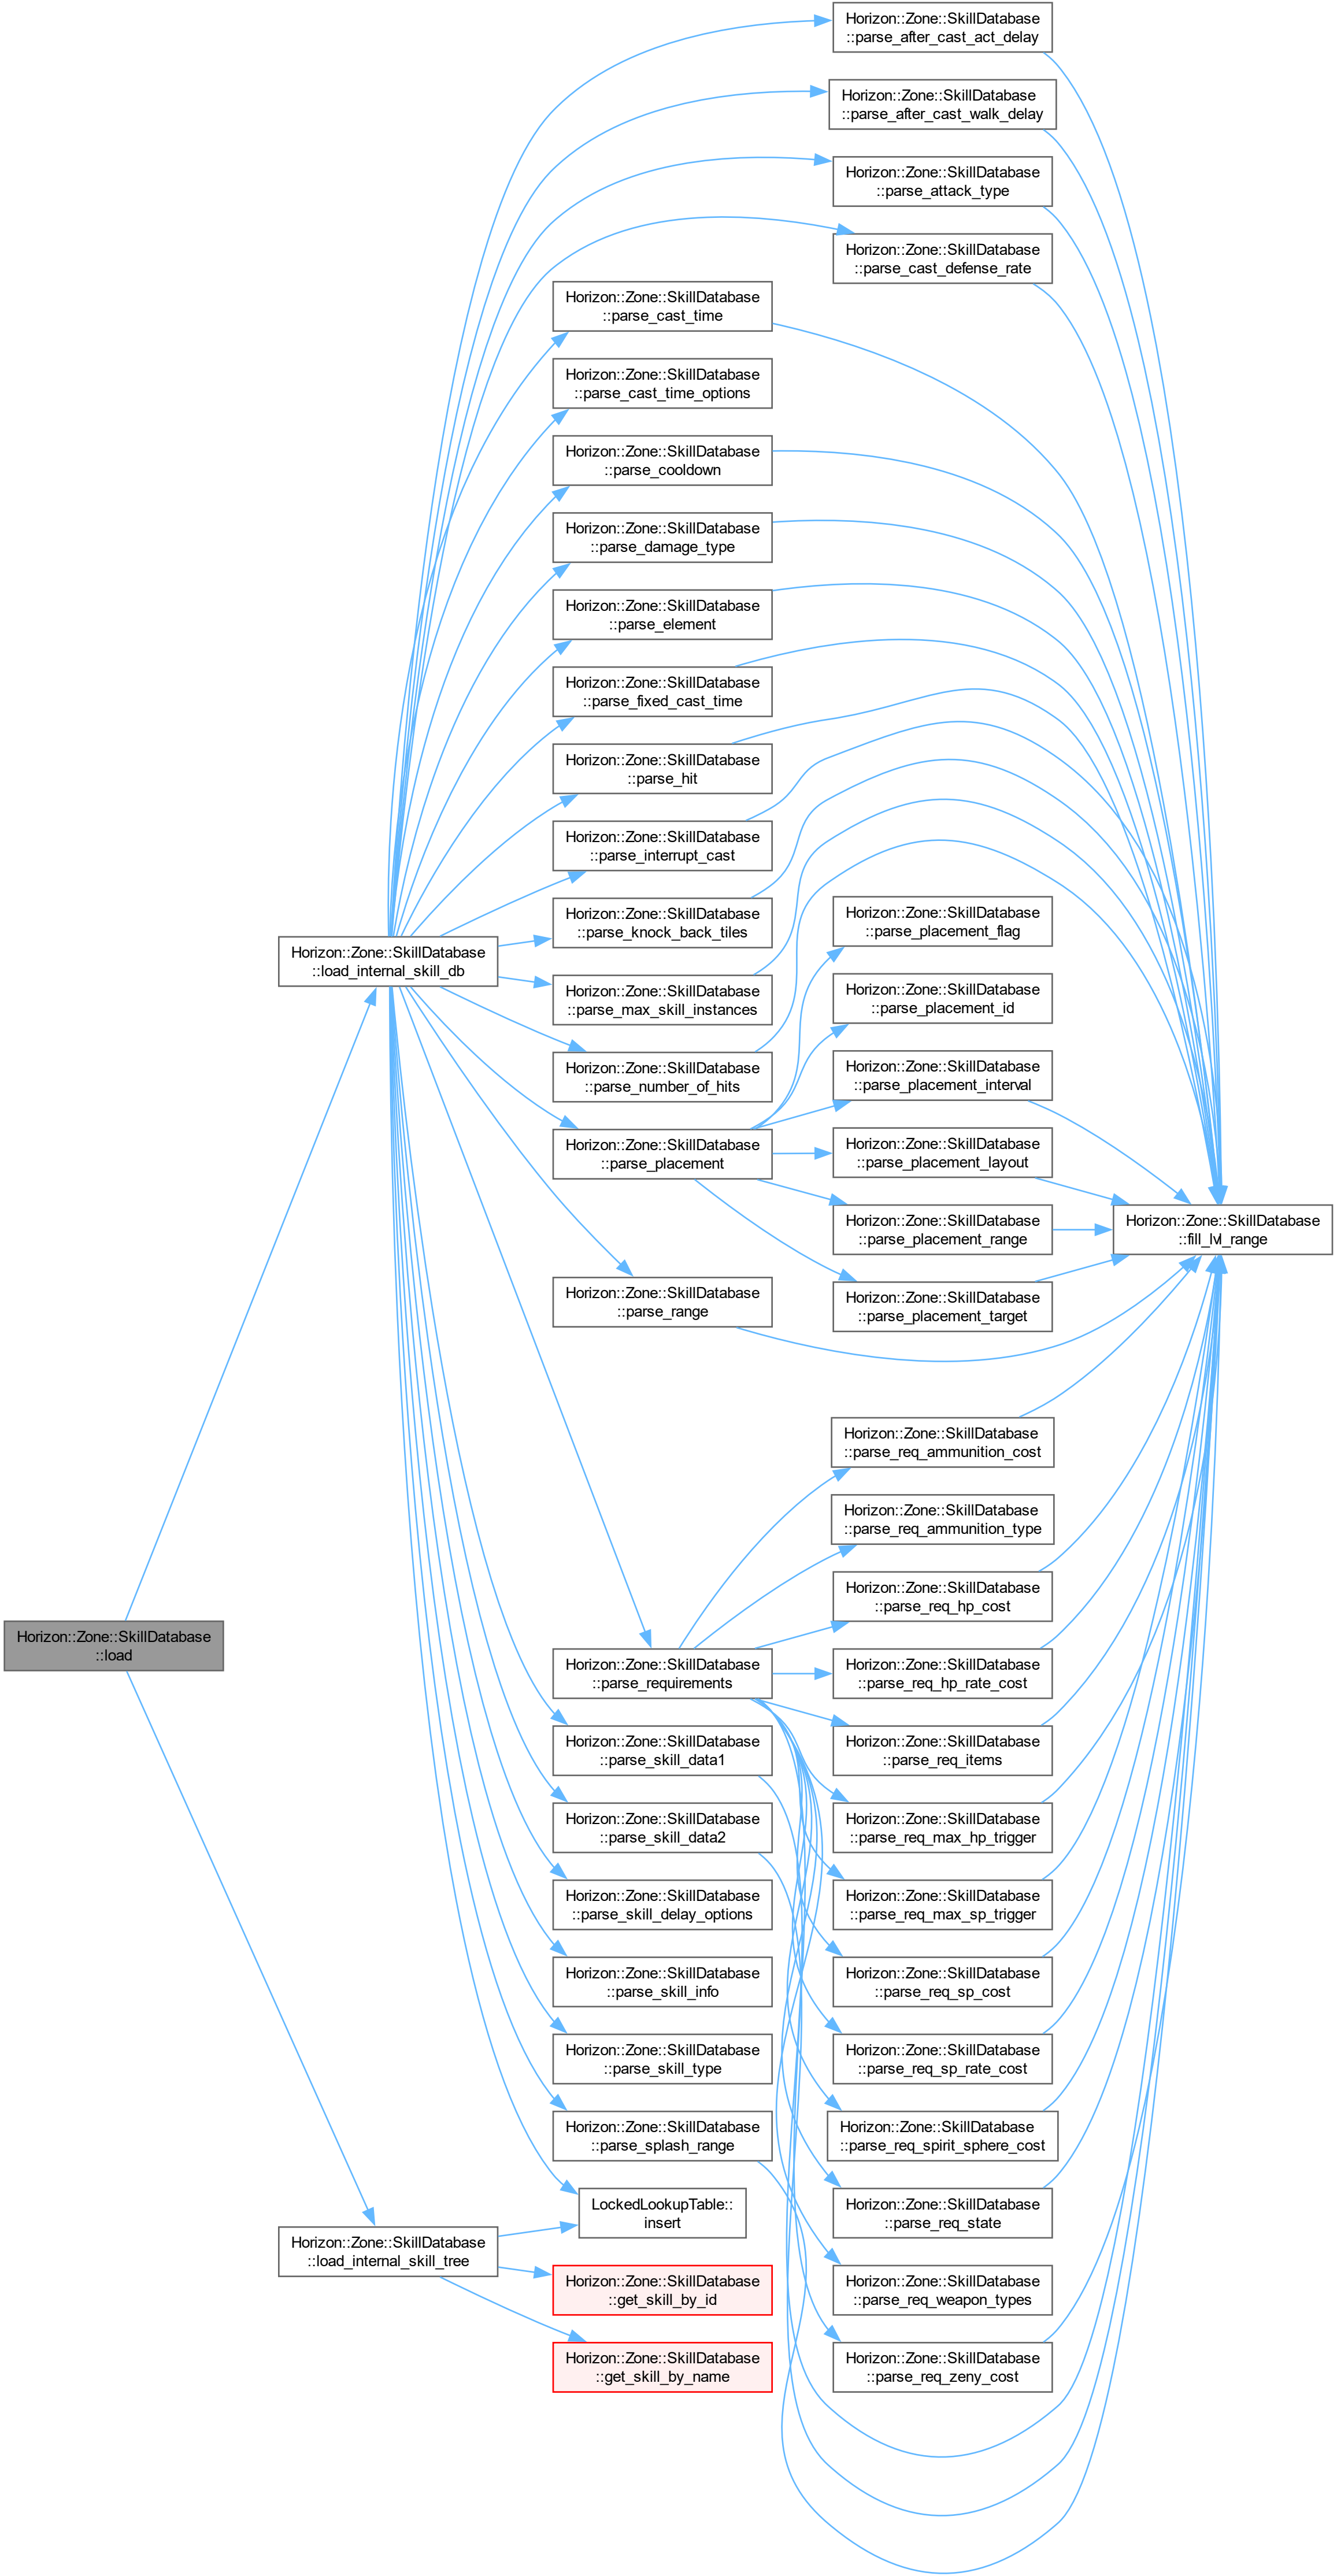 Horizon::Zone::SkillDatabase
::parse_after_cast_act_delay
Horizon::Zone::SkillDatabase
::parse_after_cast_walk_delay
Horizon::Zone::SkillDatabase
::parse_attack_type
Horizon::Zone::SkillDatabase
::parse_cast_defense_rate
Horizon::Zone::SkillDatabase
::parse_cast_time
Horizon::Zone::SkillDatabase
::parse_cast_time_options
Horizon::Zone::SkillDatabase
::parse_cooldown
Horizon::Zone::SkillDatabase
::parse_damage_type
Horizon::Zone::SkillDatabase
::parse_element
Horizon::Zone::SkillDatabase
::parse_fixed_cast_time
Horizon::Zone::SkillDatabase
::parse_hit
Horizon::Zone::SkillDatabase
::parse_interrupt_cast
Horizon::Zone::SkillDatabase
::parse_knock_back_tiles
Horizon::Zone::SkillDatabase
::parse_placement_flag
Horizon::Zone::SkillDatabase
::load_internal_skill_db
Horizon::Zone::SkillDatabase
::parse_max_skill_instances
Horizon::Zone::SkillDatabase
::parse_placement_id
Horizon::Zone::SkillDatabase
::parse_number_of_hits
Horizon::Zone::SkillDatabase
::parse_placement_interval
Horizon::Zone::SkillDatabase
::parse_placement
Horizon::Zone::SkillDatabase
::parse_placement_layout
Horizon::Zone::SkillDatabase
::parse_placement_range
Horizon::Zone::SkillDatabase
::fill_lvl_range
Horizon::Zone::SkillDatabase
::parse_range
Horizon::Zone::SkillDatabase
::parse_placement_target
Horizon::Zone::SkillDatabase
::parse_req_ammunition_cost
Horizon::Zone::SkillDatabase
::parse_req_ammunition_type
Horizon::Zone::SkillDatabase
::parse_req_hp_cost
Horizon::Zone::SkillDatabase
::load
Horizon::Zone::SkillDatabase
::parse_requirements
Horizon::Zone::SkillDatabase
::parse_req_hp_rate_cost
Horizon::Zone::SkillDatabase
::parse_skill_data1
Horizon::Zone::SkillDatabase
::parse_req_items
Horizon::Zone::SkillDatabase
::parse_skill_data2
Horizon::Zone::SkillDatabase
::parse_req_max_hp_trigger
Horizon::Zone::SkillDatabase
::parse_skill_delay_options
Horizon::Zone::SkillDatabase
::parse_req_max_sp_trigger
Horizon::Zone::SkillDatabase
::parse_skill_info
Horizon::Zone::SkillDatabase
::parse_req_sp_cost
Horizon::Zone::SkillDatabase
::parse_skill_type
Horizon::Zone::SkillDatabase
::parse_req_sp_rate_cost
Horizon::Zone::SkillDatabase
::parse_splash_range
Horizon::Zone::SkillDatabase
::parse_req_spirit_sphere_cost
LockedLookupTable::
insert
Horizon::Zone::SkillDatabase
::parse_req_state
Horizon::Zone::SkillDatabase
::load_internal_skill_tree
Horizon::Zone::SkillDatabase
::get_skill_by_id
Horizon::Zone::SkillDatabase
::parse_req_weapon_types
Horizon::Zone::SkillDatabase
::get_skill_by_name
Horizon::Zone::SkillDatabase
::parse_req_zeny_cost